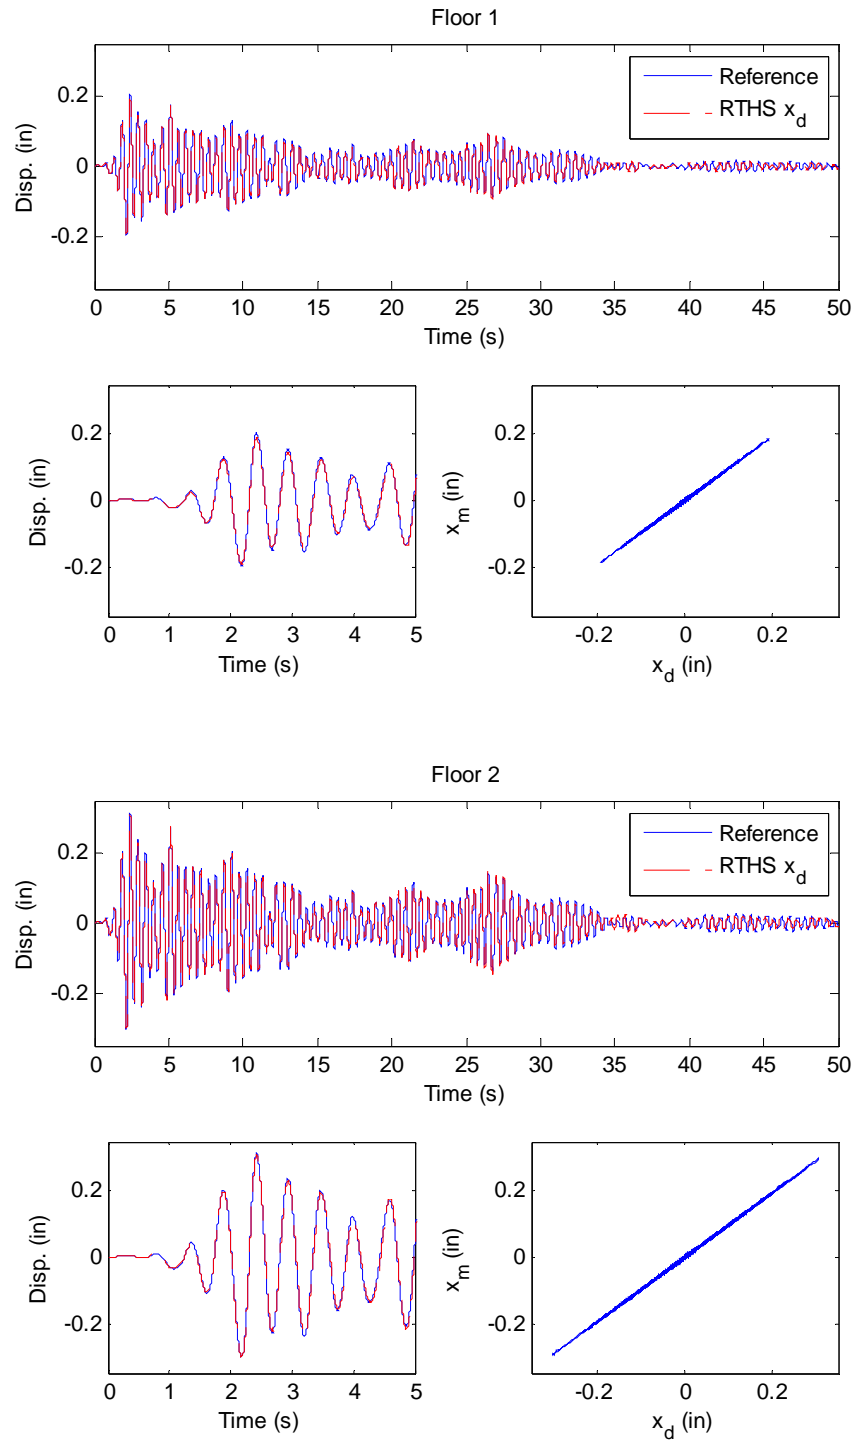 Floor 1
Disp. (in)
0.2
0
-0.2
Reference
RTHS x_d
0 5 10 15 20 25 30 35 40 45 50
Time (s)
Disp. (in)
0.2
0
-0.2
0 1 2 3 4 5
Time (s)
x_m (in)
0.2
0
-0.2
-0.2 0 0.2
x_d (in)
Floor 2
Disp. (in)
0.2
0
-0.2
Reference
RTHS x_d
0 5 10 15 20 25 30 35 40 45 50
Time (s)
Disp. (in)
0.2
0
-0.2
0 1 2 3 4 5
Time (s)
x_m (in)
0.2
0
-0.2
-0.2 0 0.2
x_d (in)